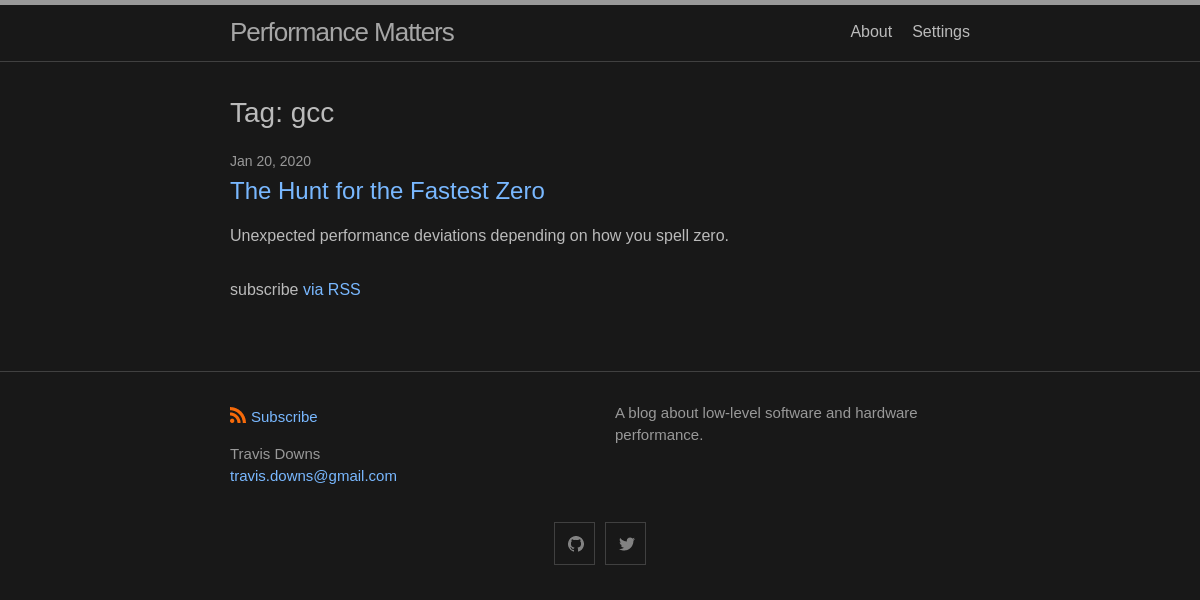 Performance Matters
About Settings
Tag: gcc
Jan 20, 2020
The Hunt for the Fastest Zero
Unexpected performance deviations depending on how you spell zero.
subscribe via RSS
Subscribe
Travis Downs
travis.downs@gmail.com
A blog about low-level software and hardware
performance.